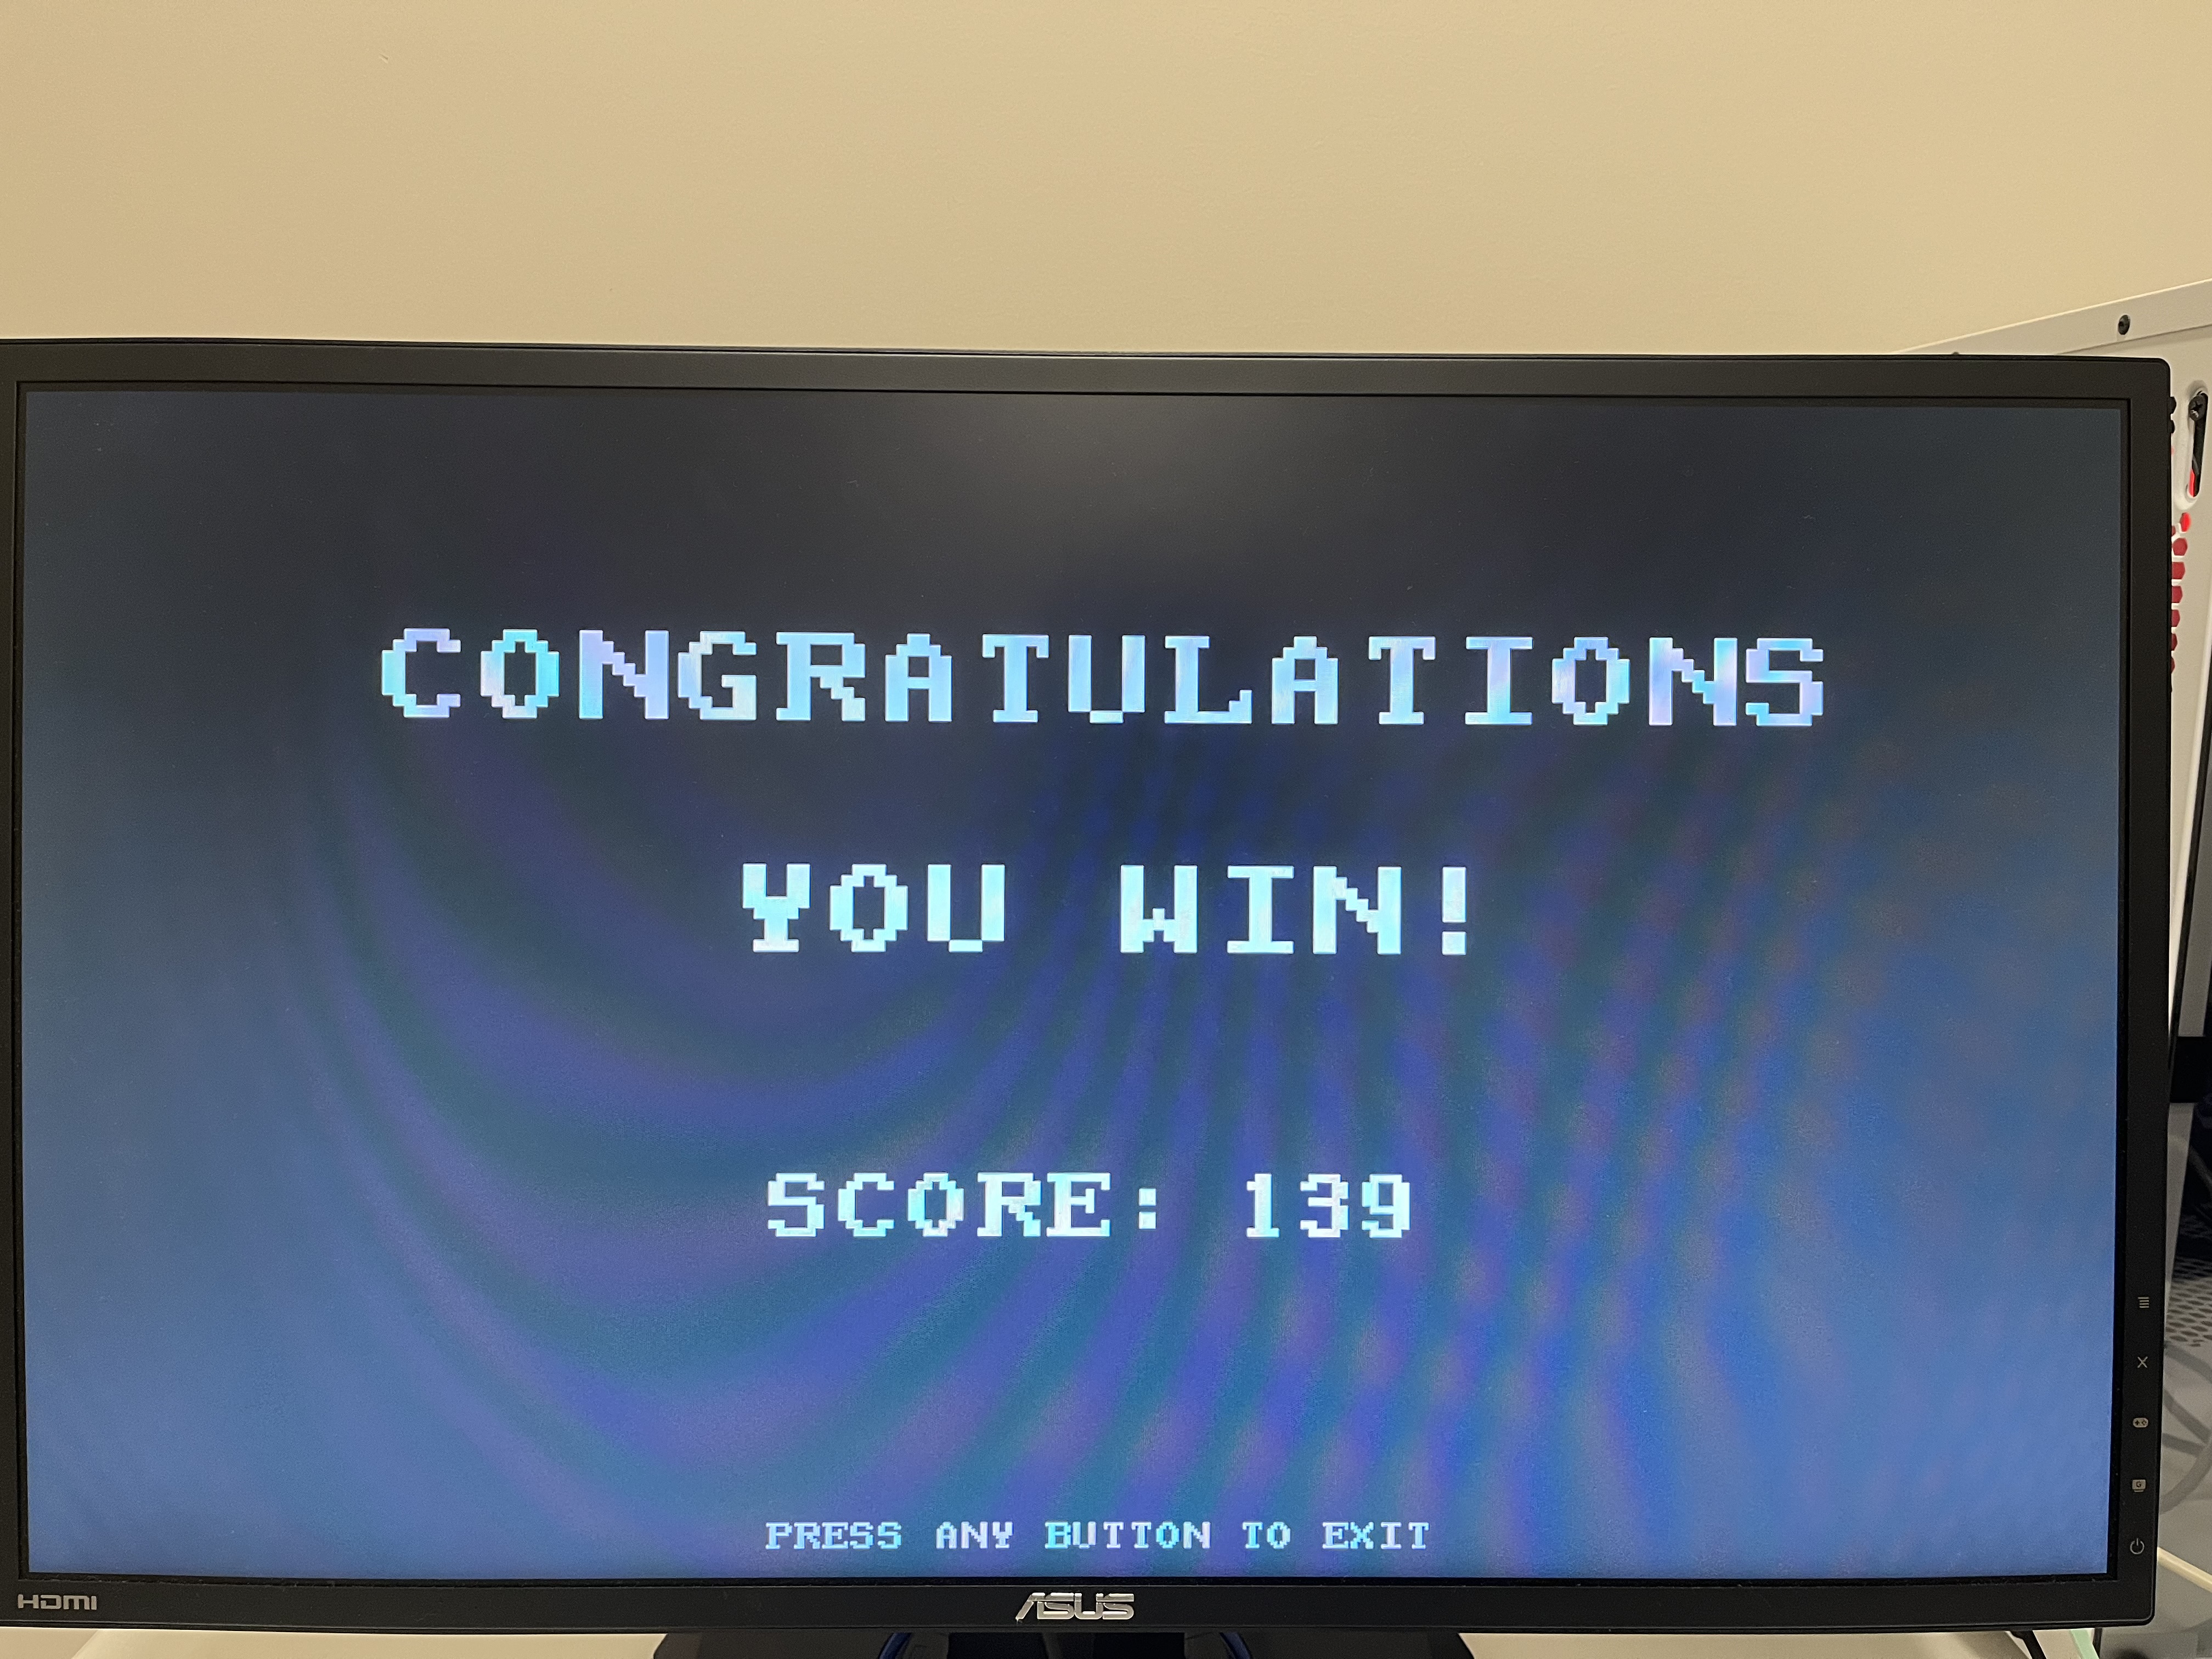 CONGRATULATIONS
YOU WIN!
SCORE: 139
PRESS ANY BUTTON TO EXIT
HDMI
ASUS